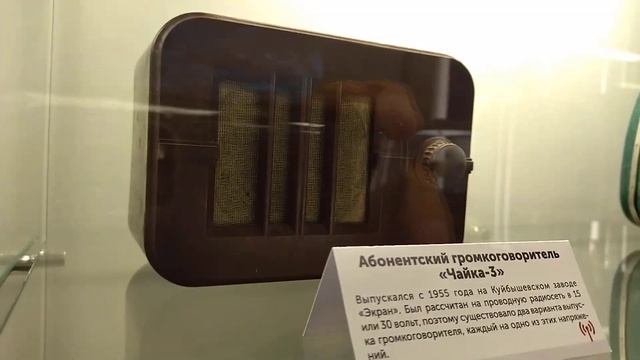 Абонентский громкоговоритель
«Чайка-3»
Выпускался с 1955 года на Куйбышевском заводе
«Экран». Был рассчитан на проводную радиосеть в 15
или 30 вольт, поэтому существовало два варианта выпус-
ка громкоговорителя, каждый на одно из этих напряже-
ний.